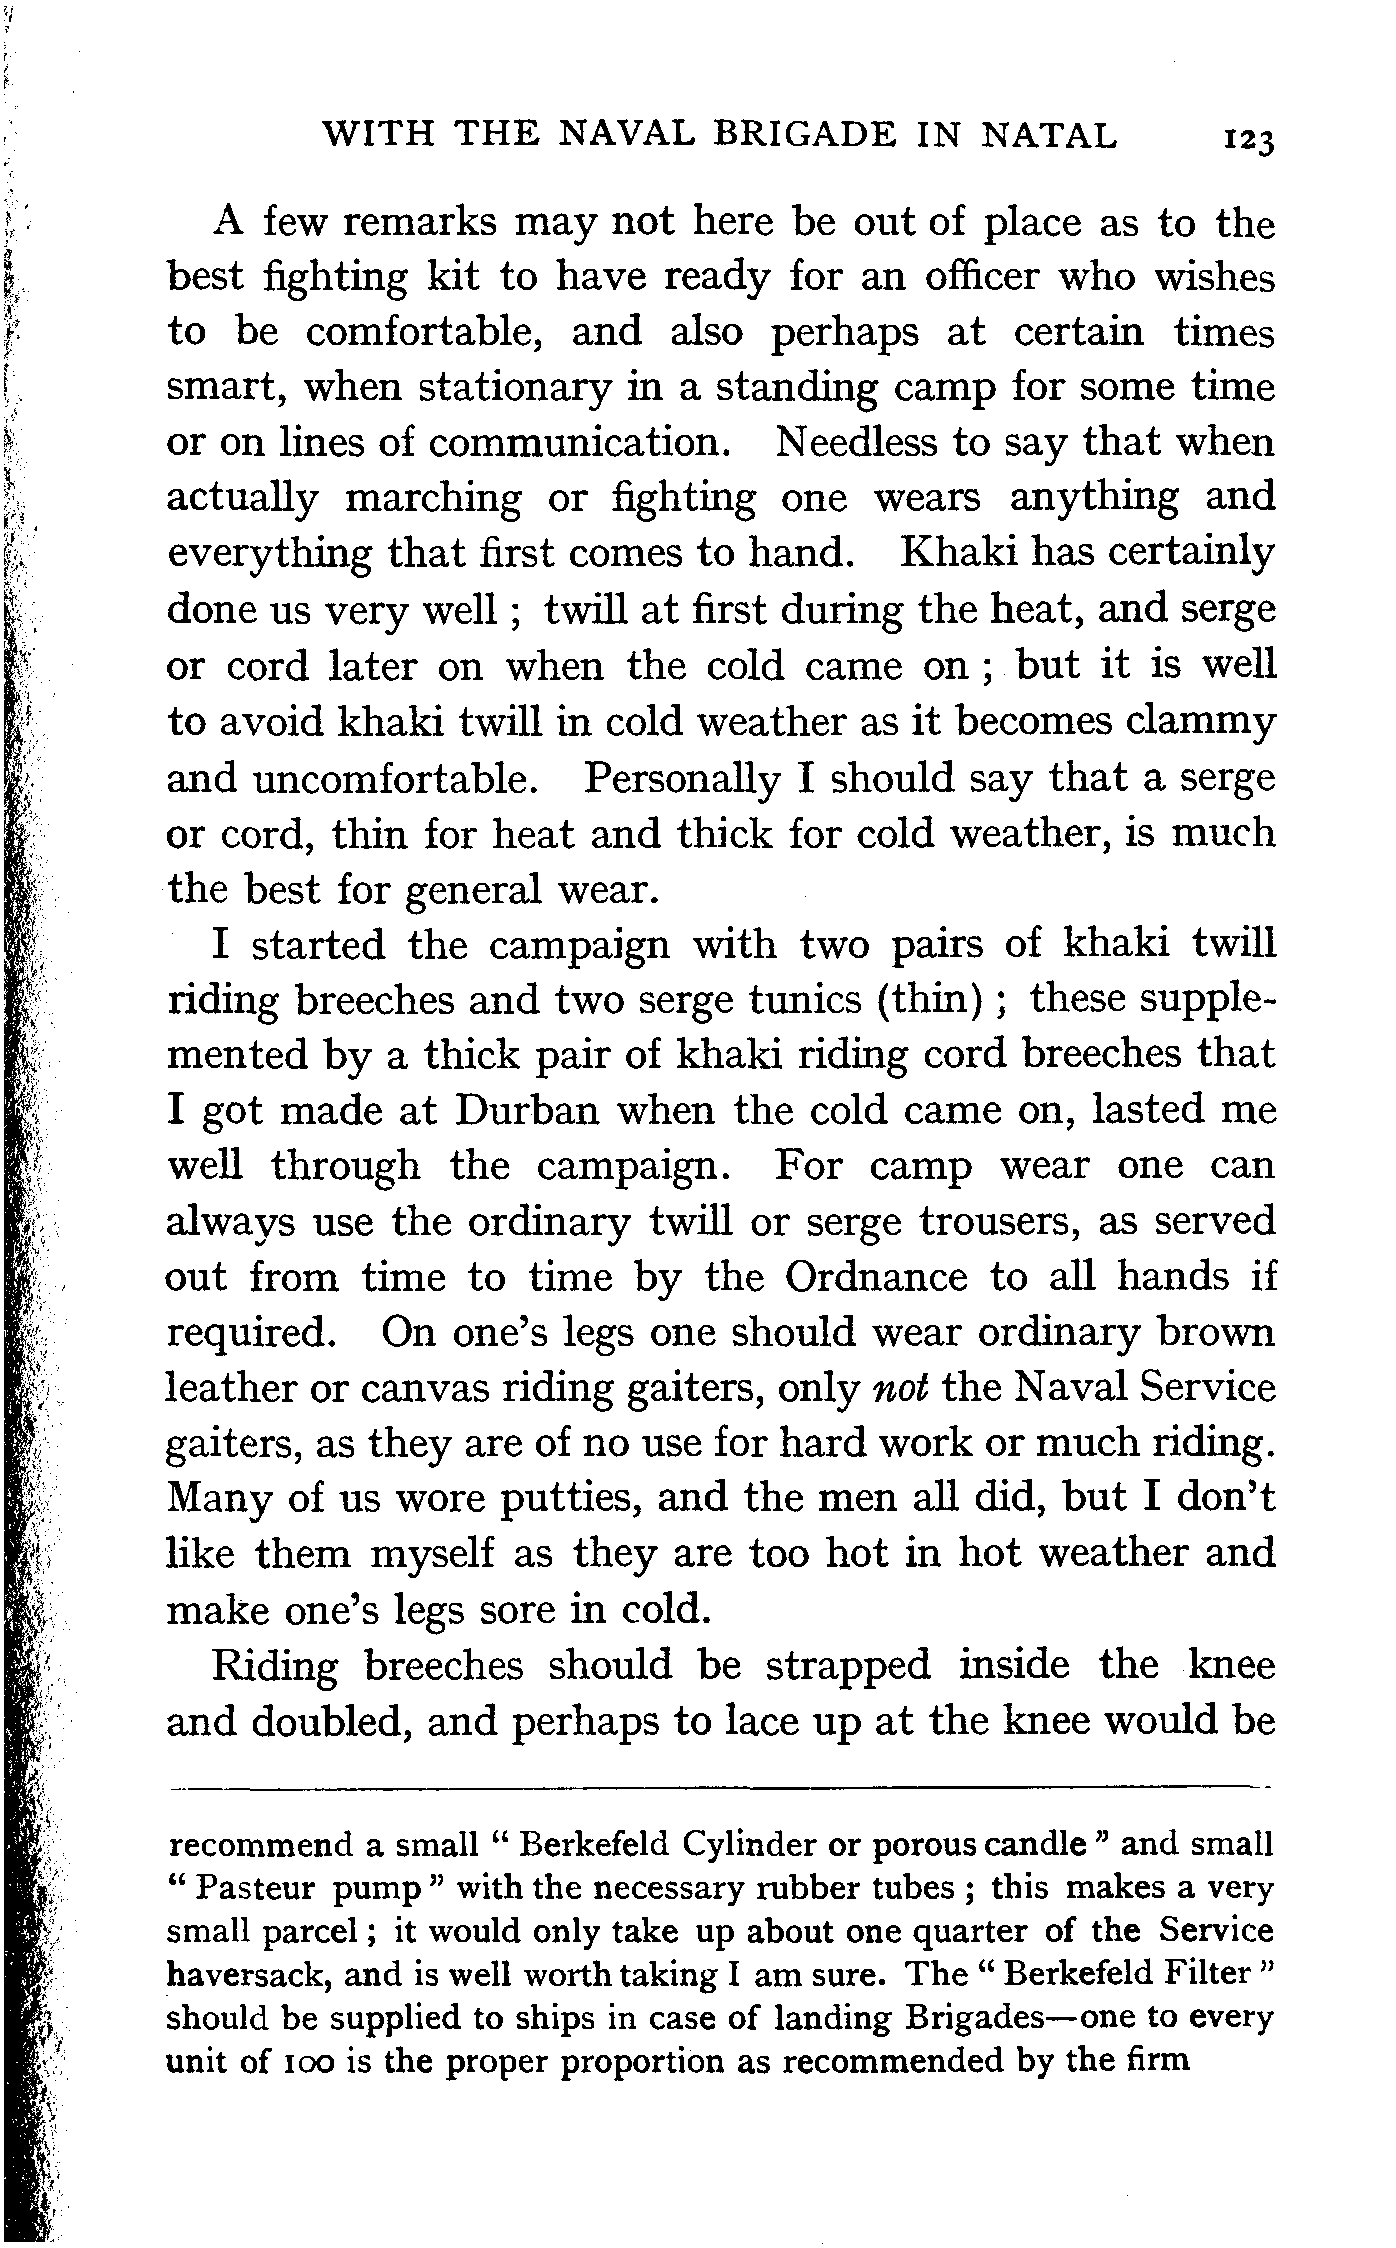 WITH THE NAVAL BRIGADE IN NATAL 123
A few remarks may not here be out of place as to the
best fighting kit to have ready for an officer who wishes
to be comfortable, and also perhaps at certain times
smart, when stationary in a standing camp for some time
or on lines of communication. Needless to say that when
actually marching or fighting one wears anything and
everything that first comes to hand. Khaki has certainly
done us very well ; twill at first during the heat, and serge
or cord later on when the cold came on ; but it is well
to avoid khaki twill in cold weather as it becomes clammy
and uncomfortable. Personally I should say that a serge
or cord, thin for heat and thick for cold weather, is much
the best for general wear.
I started the campaign with two pairs of khaki twill
riding breeches and two serge tunics (thin) ; these supple-
mented by a thick pair of khaki riding cord breeches that
I got made at Durban when the cold came on, lasted me
well through the campaign. For camp wear one can
always use the ordinary twill or serge trousers, as served
out from time to time by the Ordnance to all hands if
required. On one's legs one should wear ordinary brown
leather or canvas riding gaiters, only not the Naval Service
gaiters, as they are of no use for hard work or much riding.
Many of us wore putties, and the men all did, but I don't
like them myself as they are too hot in hot weather and
make one's legs sore in cold.
Riding breeches should be strapped inside the knee
and doubled, and perhaps to lace up at the knee would be
recommend a small " Berkefeld Cylinder or porous candle " and small
" Pasteur pump " with the necessary rubber tubes ; this makes a very
small parcel ; it would only take up about one quarter of the Service
haversack, and is well worth taking I am sure. The " Berkefeld Filter "
should be supplied to ships in case of landing Brigades—one to every
unit of 100 is the proper proportion as recommended by the firm